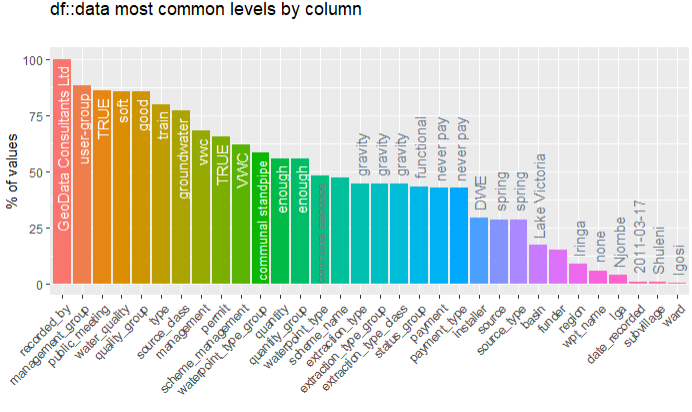 df::data most common levels by column
% of values
100
75
50
25
0
GeoData Consultants Ltd
user-group
TRUE
soft
good
train
groundwater
vwc
TRUE
VWC
communal standpipe
enough
enough
communal standpipe
gravity
gravity
gravity
functional
never pay
never pay
DWE
spring
spring
Lake Victoria
Iringa
none
Njombe
2011-03-17
Shuleni
Igosi
recorded_by
management_group
public_meeting
water_quality
quality_group
type
source_class
management
permit
scheme_management
waterpoint_type_group
quantity
quantity_group
waterpoint_type
scheme_name
extraction_type
extraction_type_group
extraction_type_class
status_group
payment
payment_type
installer
source
source_type
basin
funder
region
wpt_name
lga
date_recorded
subvillage
ward